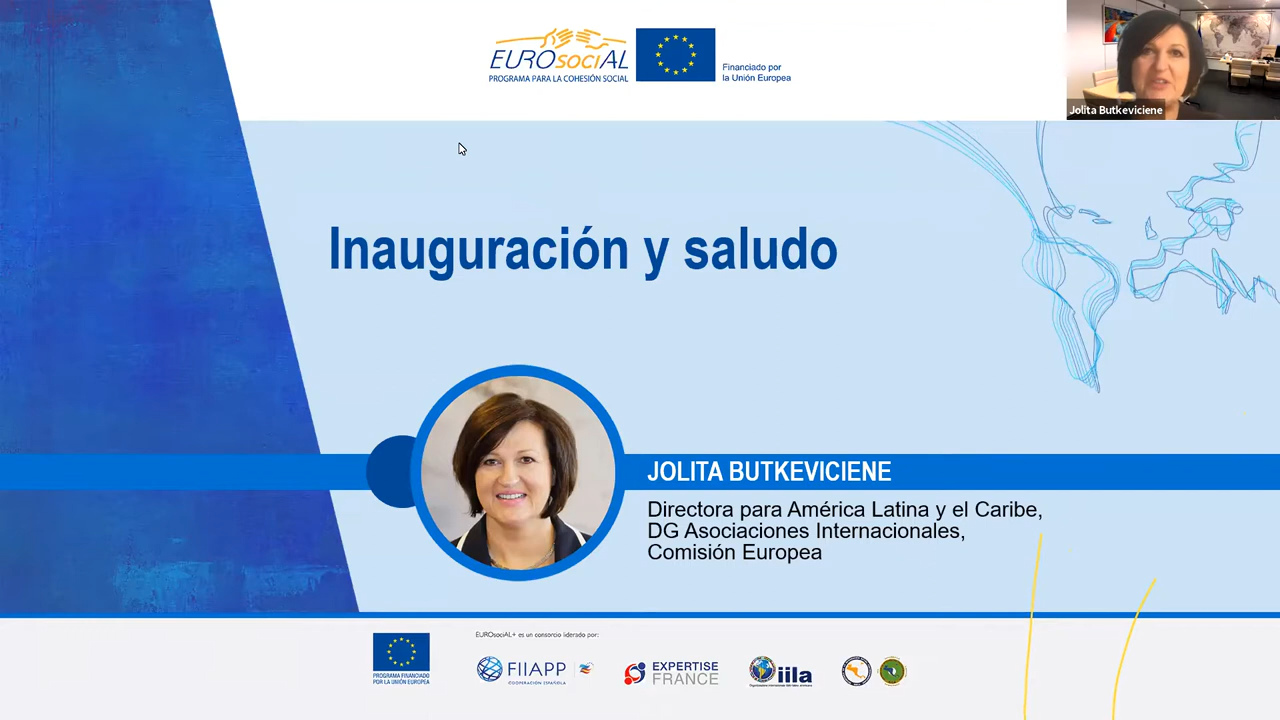 EUROsociAL
PROGRAMA PARA LA COHESIÓN SOCIAL
Financiado por
la Unión Europea
Jolita Butkeviciene
Inauguración y saludo
JOLITA BUTKEVICIENE
Directora para América Latina y el Caribe,
DG Asociaciones Internacionales,
Comisión Europea
EUROsociAL+ es un consorcio liderado por:
PROGRAMA FINANCIADO
POR LA UNIÓN EUROPEA
FIIAPP
COOPERACIÓN ESPAÑOLA
EXPERTISE
FRANCE
iila